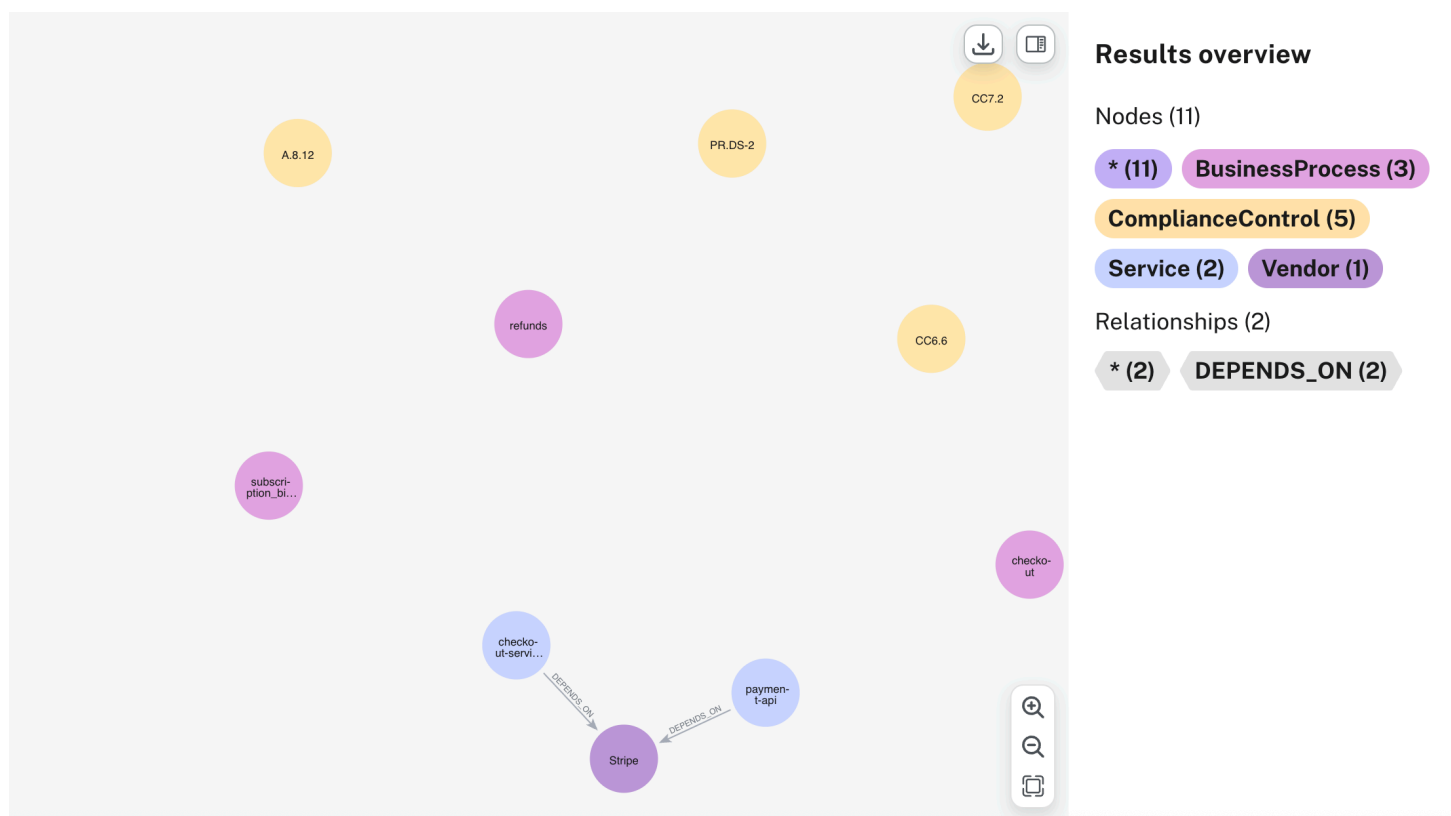 CC7.2
PR.DS-2
A.8.12
refunds
CC6.6
subscri-
ption_bi…
checko-
ut
checko-
ut-servi…
paymen-
t-api
DEPENDS_ON
DEPENDS_ON
Stripe
Results overview
Nodes (11)
* (11) BusinessProcess (3)
ComplianceControl (5)
Service (2) Vendor (1)
Relationships (2)
* (2) DEPENDS_ON (2)